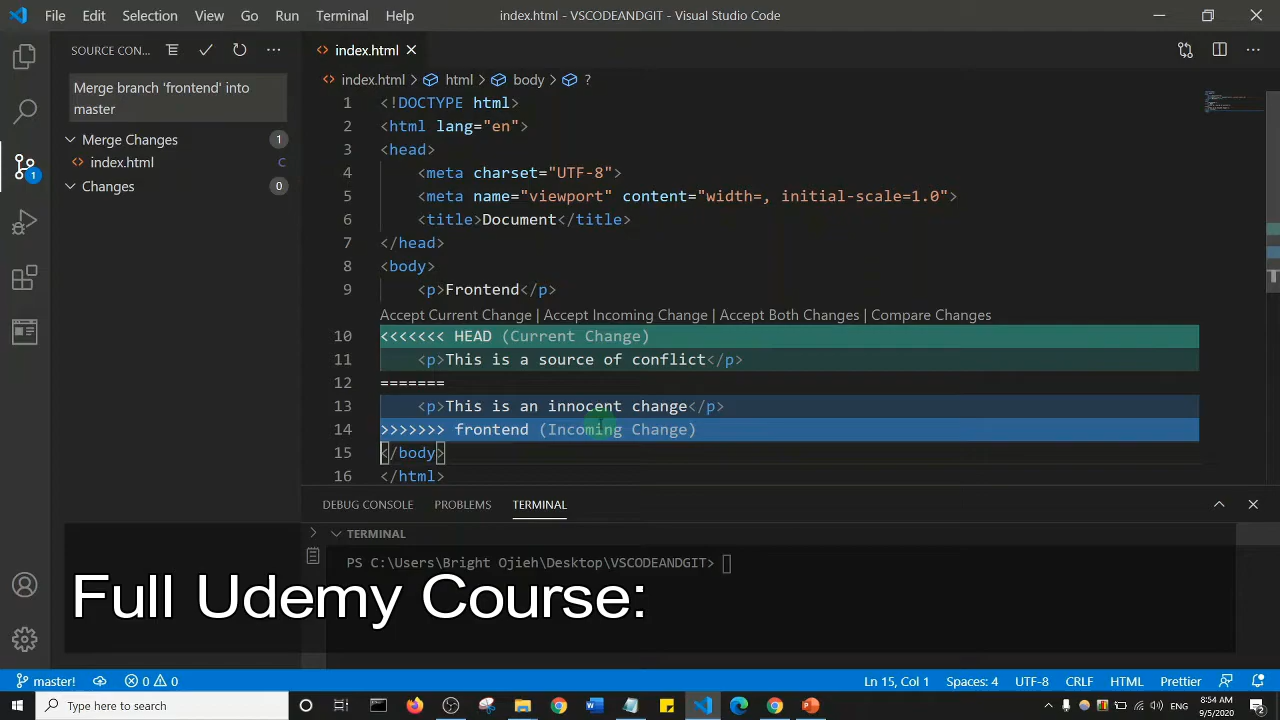 File Edit Selection View Go Run Terminal Help
index.html - VSCODEANDGIT - Visual Studio Code
SOURCE CON...
Merge branch 'frontend' into
master
Merge Changes 1
index.html C
Changes 0
1
index.html
index.html html body ?
1 <!DOCTYPE html>
2 <html lang="en">
3 <head>
4 <meta charset="UTF-8">
5 <meta name="viewport" content="width=, initial-scale=1.0">
6 <title>Document</title>
7 </head>
8 <body>
9 <p>Frontend</p>
Accept Current Change | Accept Incoming Change | Accept Both Changes | Compare Changes
10 <<<<<<< HEAD (Current Change)
11 <p>This is a source of conflict</p>
12 =======
13 <p>This is an innocent change</p>
14 >>>>>>> frontend (Incoming Change)
15 </body>
16 </html>
DEBUG CONSOLE PROBLEMS TERMINAL
TERMINAL
PS C:\Users\Bright Ojieh\Desktop\VSCODEANDGIT>
Full Udemy Course:
master! 0 0 Ln 15, Col 1 Spaces: 4 UTF-8 CRLF HTML Prettier
Type here to search
8:54 AM
9/5/2020
2